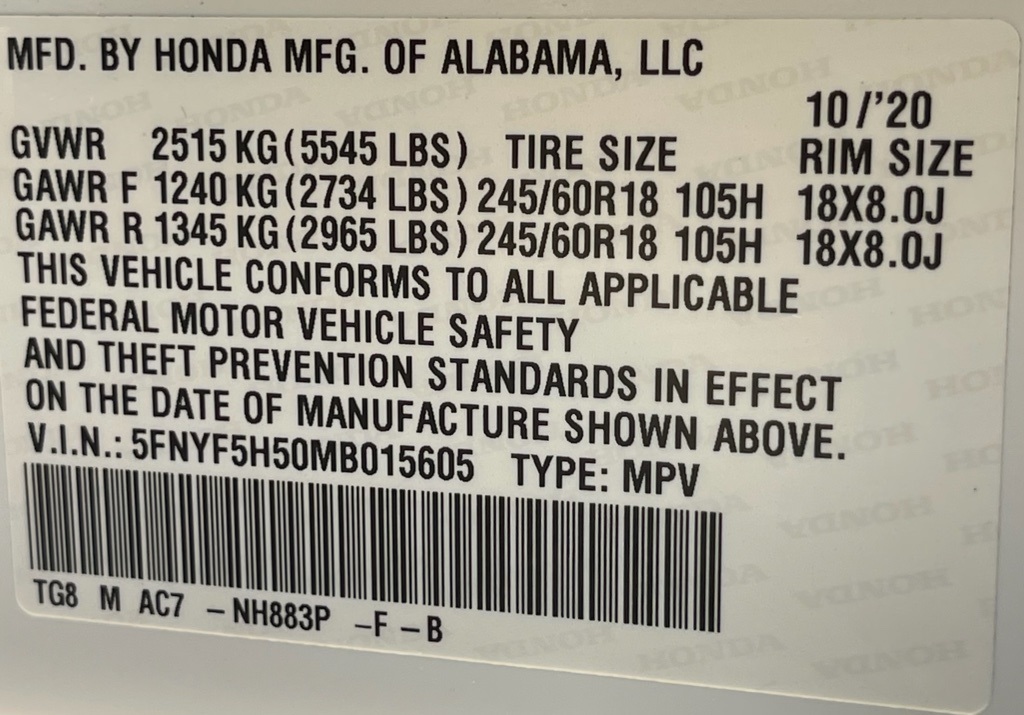 MFD. BY HONDA MFG. OF ALABAMA, LLC
10/'20
GVWR 2515 KG (5545 LBS) TIRE SIZE RIM SIZE
GAWR F 1240 KG (2734 LBS) 245/60R18 105H 18X8.0J
GAWR R 1345 KG (2965 LBS) 245/60R18 105H 18X8.0J
THIS VEHICLE CONFORMS TO ALL APPLICABLE
FEDERAL MOTOR VEHICLE SAFETY
AND THEFT PREVENTION STANDARDS IN EFFECT
ON THE DATE OF MANUFACTURE SHOWN ABOVE.
V.I.N.: 5FNYF5H50MB015605 TYPE: MPV
TG8 M AC7 –NH883P –F –B